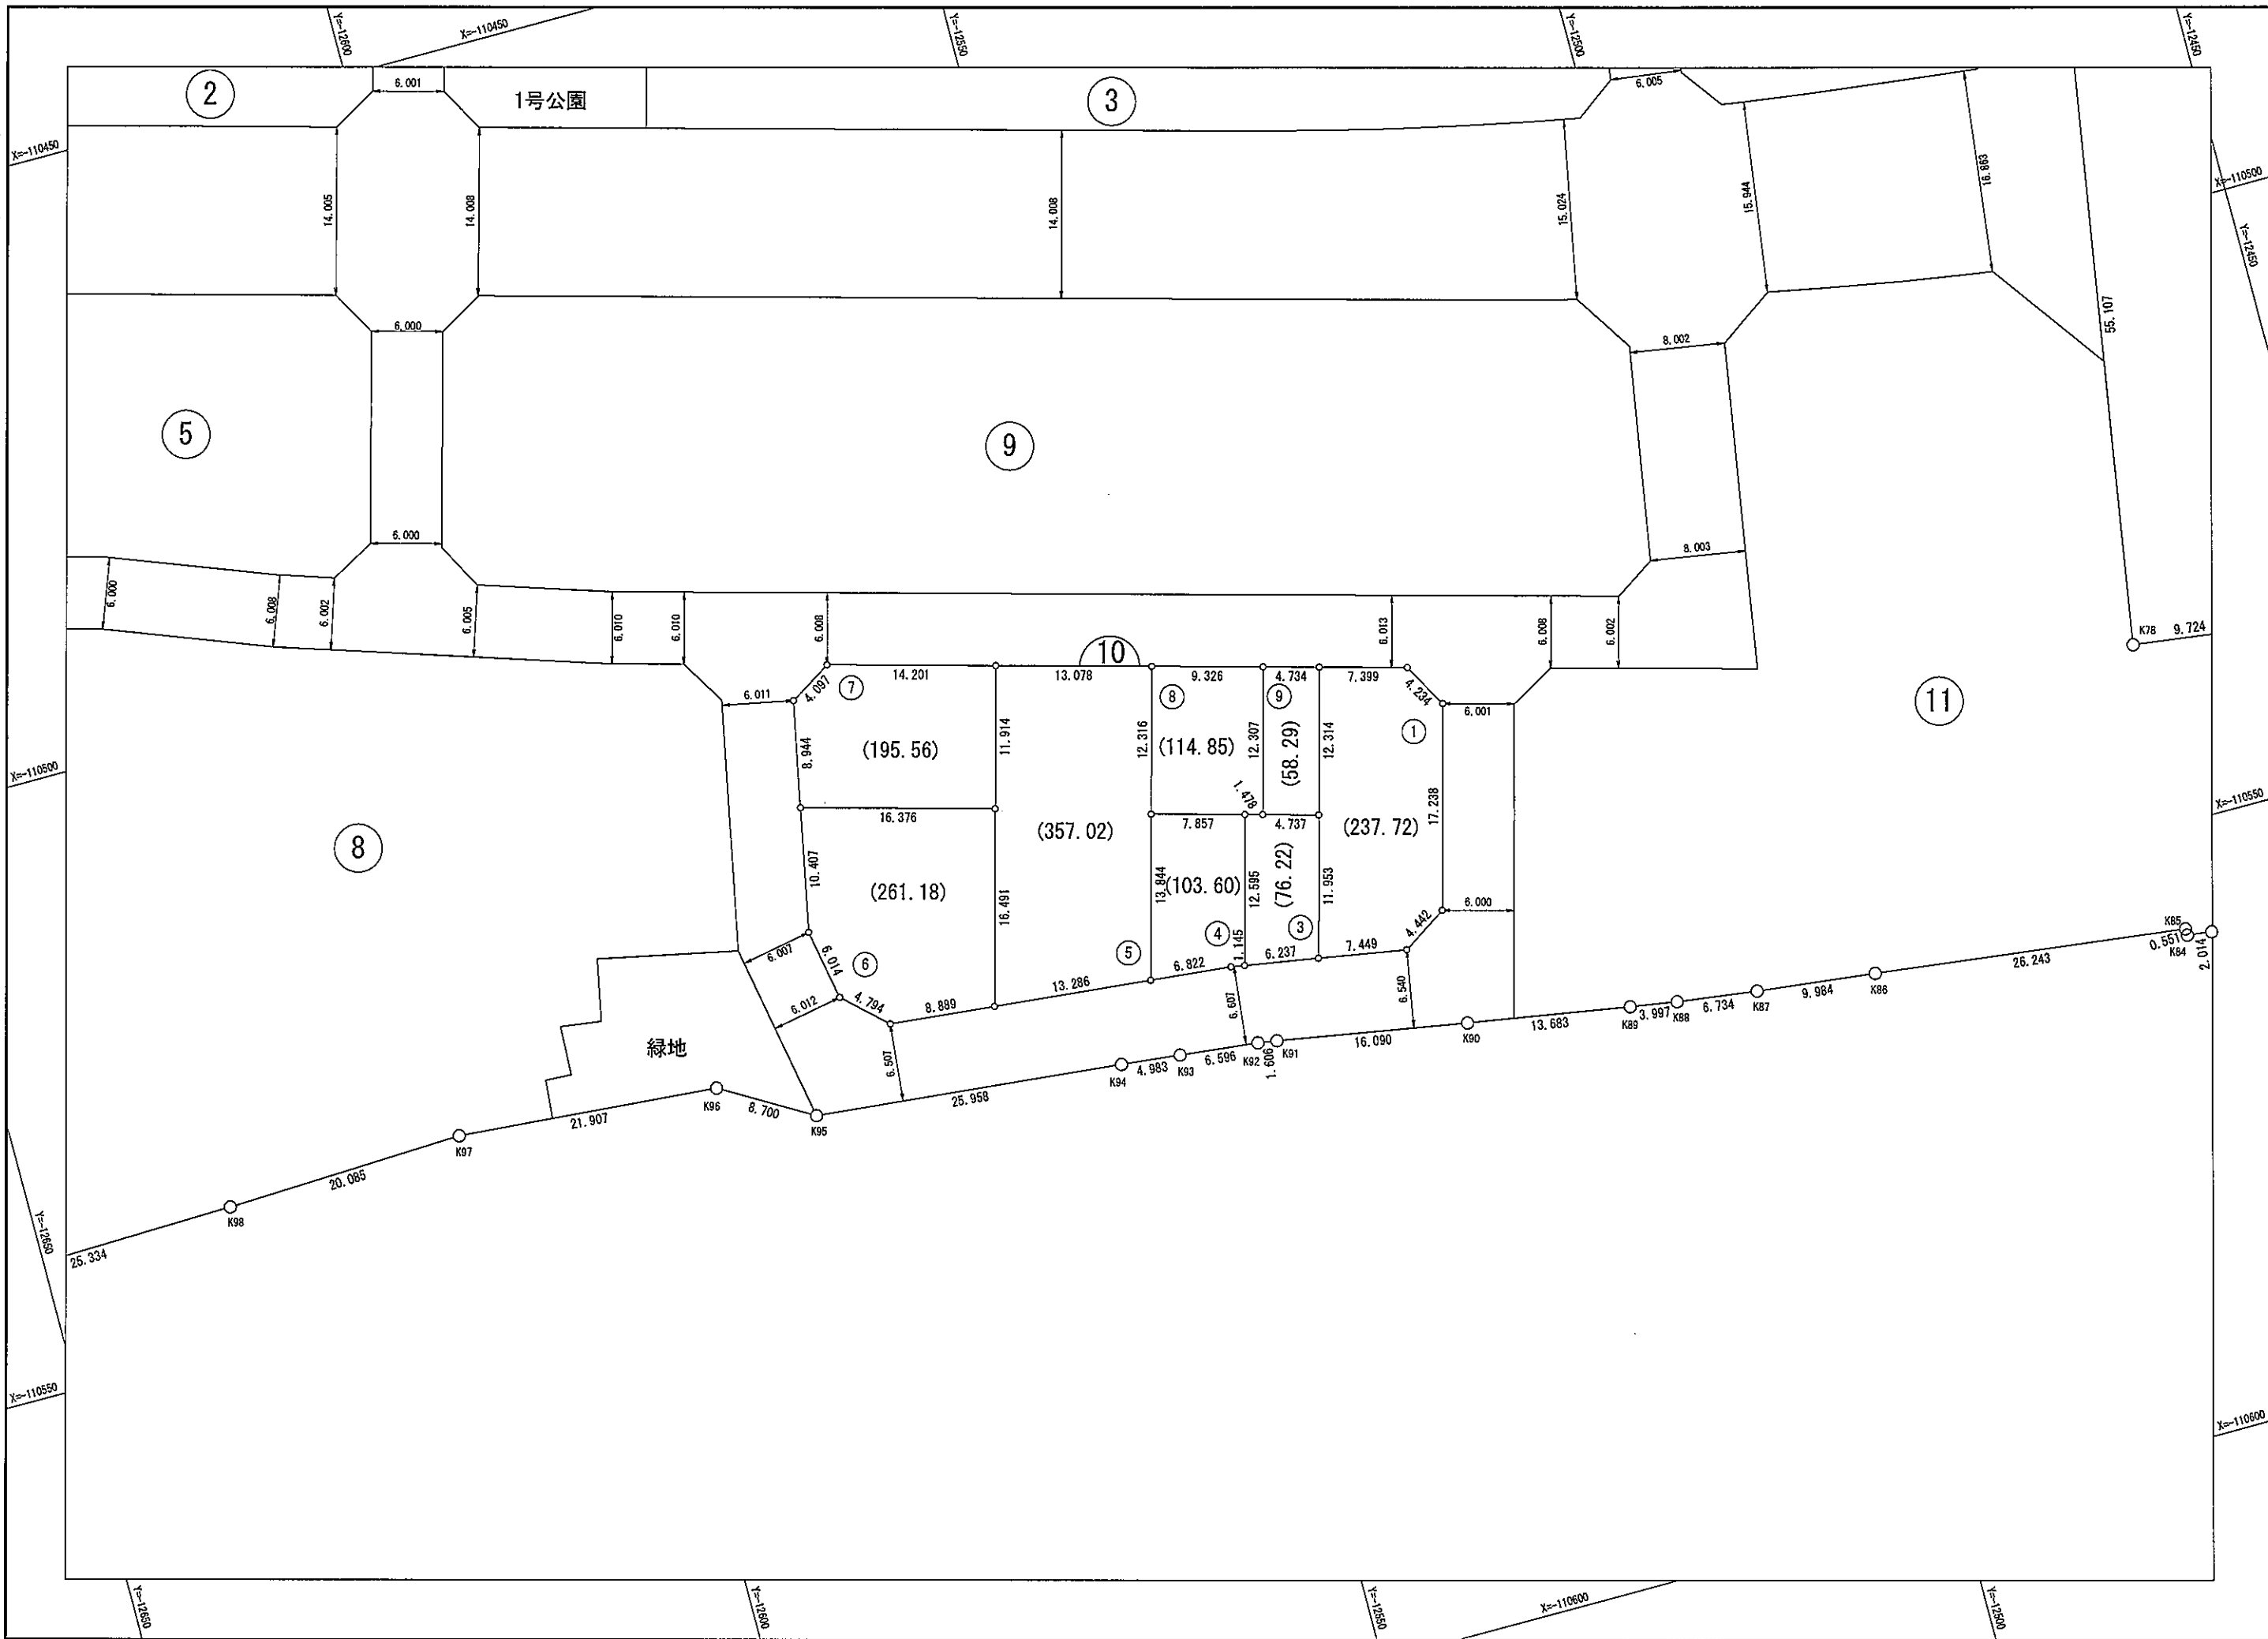 Y=-12600
X=-110450
Y=-12550
Y=-12500
Y=-12450
2
6.001
1号公園
3
6.005
X=-110450
14.005
14.008
14.008
15.024
15.944
16.863
X=-110500
Y=-12450
55.107
6.000
8.002
5
9
6.000
8.003
6.000
6.008
6.002
6.005
6.010
6.010
6.008
6.013
6.008
6.002
K78
9.724
10
14.201
13.078
9.326
4.734
7.399
4.234
4.097
7
8
9
6.011
6.001
1
11
8.944
(195.56)
11.914
12.316
(114.85)
12.307
(58.29)
12.314
X=-110500
X=-110550
1.478
16.376
7.857
4.737
17.238
(357.02)
(237.72)
8
10.407
(261.18)
16.491
13.844
(103.60)
12.595
(76.22)
11.953
6.000
4.442
K85
0.551
K84
2.014
6.007
6.014
6
5
4
1.145
3
6.237
7.449
6.822
13.286
26.243
6.012
4.794
8.889
6.607
6.540
9.984
K86
6.734
K87
3.997
K88
K89
13.683
K90
緑地
6.507
16.090
K91
1.606
K92
6.596
K93
4.983
K94
25.958
K96
8.700
K95
21.907
K97
20.085
K98
25.334
Y=-12650
X=-110550
X=-110600
Y=-12650
Y=-12600
Y=-12550
X=-110600
Y=-12500